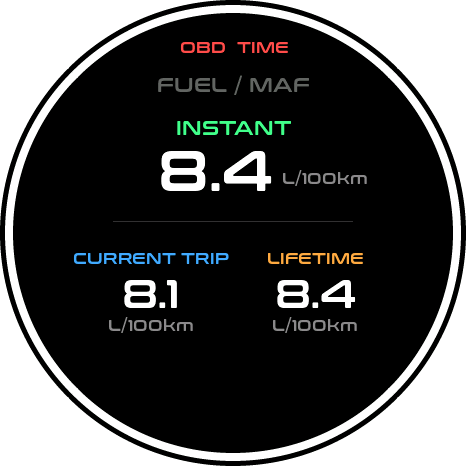 OBD TIME
FUEL / MAF
INSTANT
8.4 L/100km
CURRENT TRIP LIFETIME
8.1 8.4
L/100km L/100km